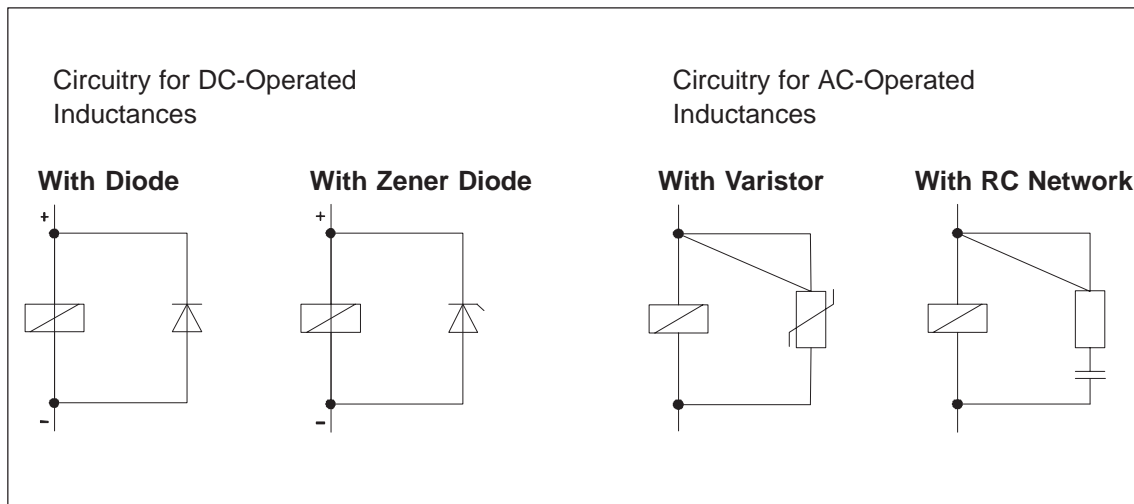 Circuitry for DC-Operated
Inductances
Circuitry for AC-Operated
Inductances
With Diode
With Zener Diode
With Varistor
With RC Network
+
+
-
-